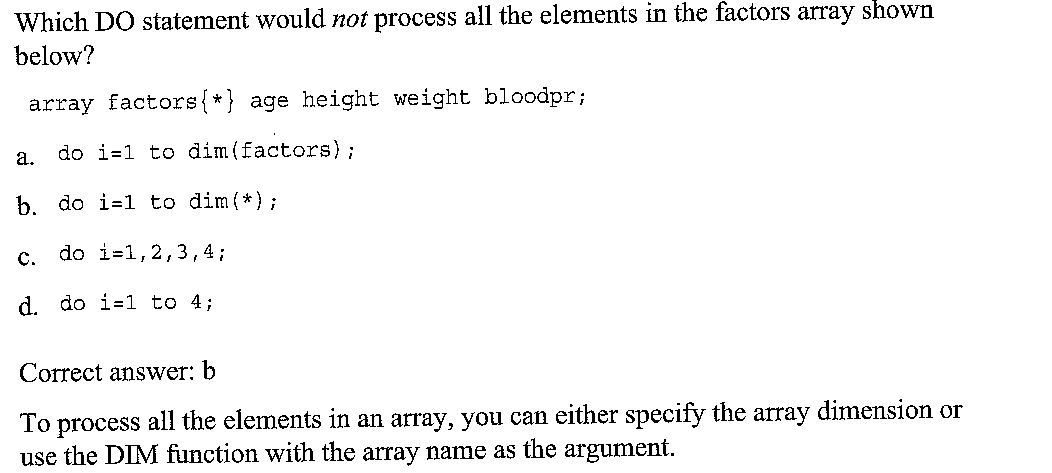 Which DO statement would not process all the elements in the factors array shown
below?
array factors{*} age height weight bloodpr;
a. do i=1 to dim(factors);
b. do i=1 to dim(*);
c. do i=1,2,3,4;
d. do i=1 to 4;
Correct answer: b
To process all the elements in an array, you can either specify the array dimension or
use the DIM function with the array name as the argument.